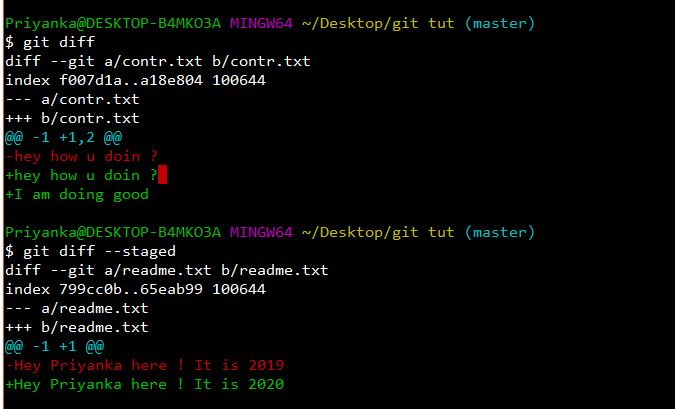 Priyanka@DESKTOP-B4MKO3A MINGW64 ~/Desktop/git tut (master)
$ git diff
diff --git a/contr.txt b/contr.txt
index f007d1a..a18e804 100644
--- a/contr.txt
+++ b/contr.txt
@@ -1 +1,2 @@
-hey how u doin ?
+hey how u doin ?
+I am doing good
Priyanka@DESKTOP-B4MKO3A MINGW64 ~/Desktop/git tut (master)
$ git diff --staged
diff --git a/readme.txt b/readme.txt
index 799cc0b..65eab99 100644
--- a/readme.txt
+++ b/readme.txt
@@ -1 +1 @@
-Hey Priyanka here ! It is 2019
+Hey Priyanka here ! It is 2020